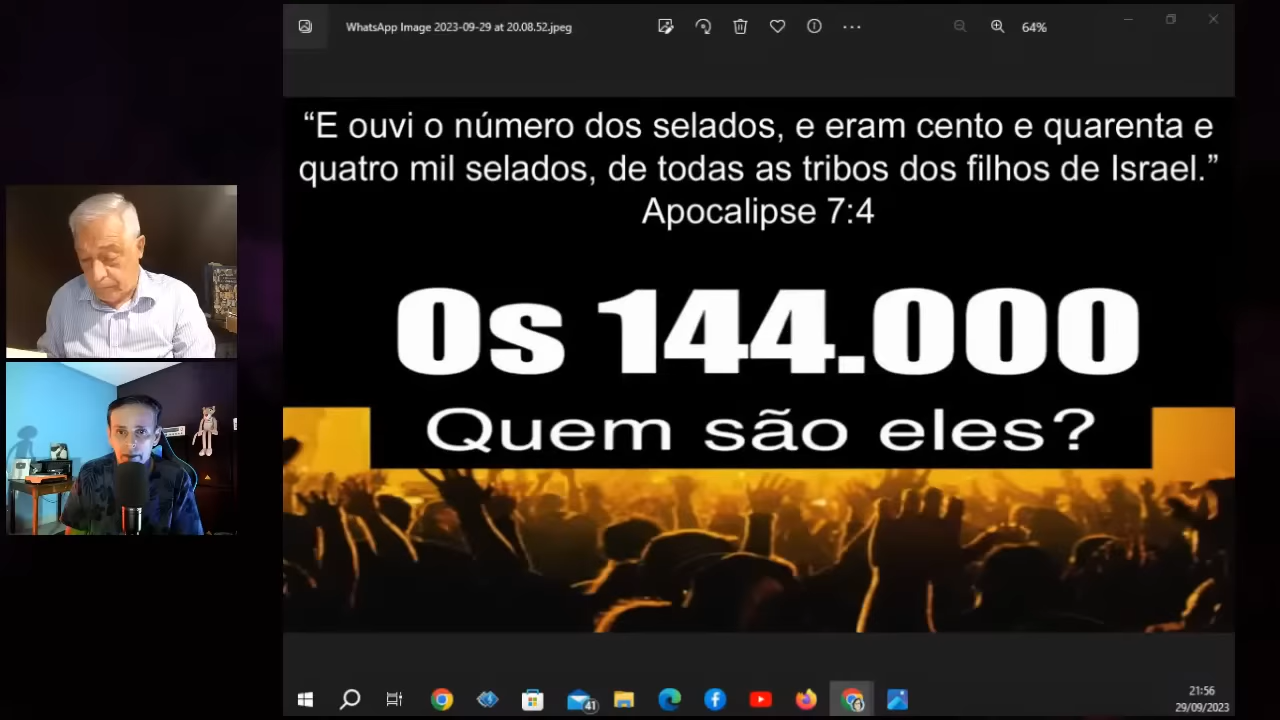 WhatsApp Image 2023-09-29 at 20.08.52.jpeg
64%
“E ouvi o número dos selados, e eram cento e quarenta e
quatro mil selados, de todas as tribos dos filhos de Israel.”
Apocalipse 7:4
Os 144.000
Quem são eles?
41
21:56
29/09/2023